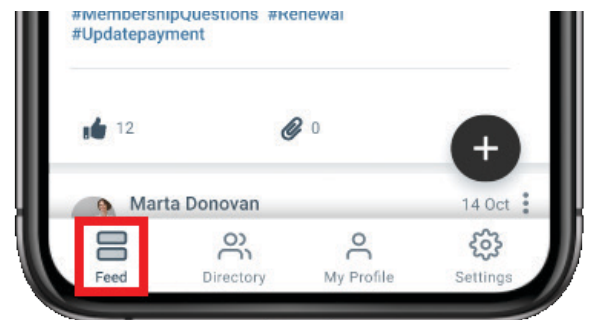 #MembershipQuestions #Renewal
#Updatepayment
12 0
Marta Donovan 14 Oct
Feed Directory My Profile Settings